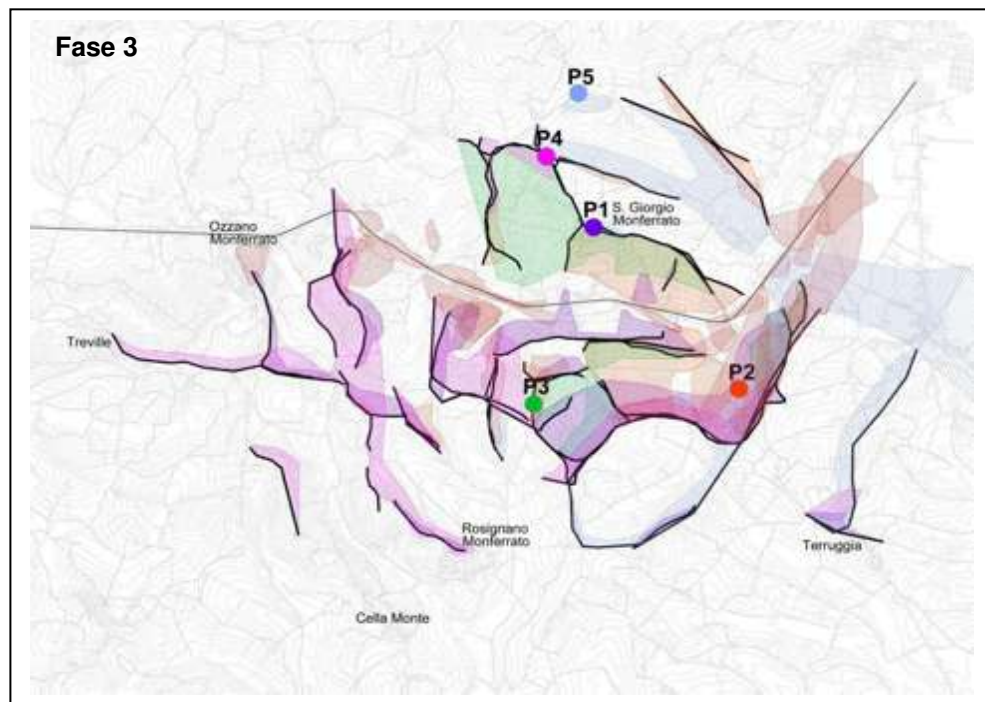 Fase 3
P5
P4
P1
S. Giorgio
Monferrato
Ozzano
Monferrato
Treville
P2
P3
Rosignano
Monferrato
Terruggia
Cella Monte